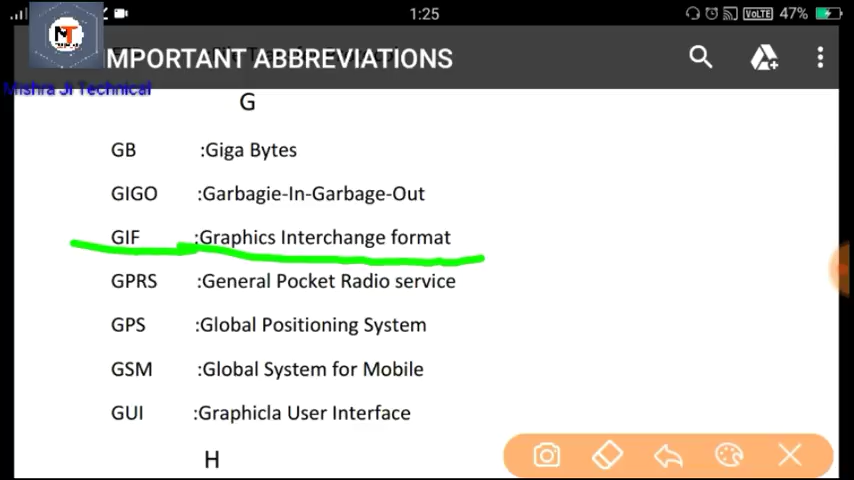 1:25
VoLTE 47%
MT
IMPORTANT ABBREVIATIONS
Mishra Ji Technical
G
GB :Giga Bytes
GIGO :Garbagie-In-Garbage-Out
GIF :Graphics Interchange format
GPRS :General Pocket Radio service
GPS :Global Positioning System
GSM :Global System for Mobile
GUI :Graphicla User Interface
H